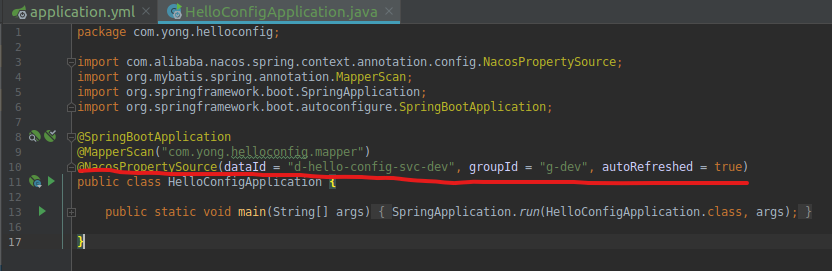 application.yml HelloConfigApplication.java
1 package com.yong.helloconfig;
2
3 import com.alibaba.nacos.spring.context.annotation.config.NacosPropertySource;
4 import org.mybatis.spring.annotation.MapperScan;
5 import org.springframework.boot.SpringApplication;
6 import org.springframework.boot.autoconfigure.SpringBootApplication;
7
8 @SpringBootApplication
9 @MapperScan("com.yong.helloconfig.mapper")
10 @NacosPropertySource(dataId = "d-hello-config-svc-dev", groupId = "g-dev", autoRefreshed = true)
11 public class HelloConfigApplication {
12
13 public static void main(String[] args) { SpringApplication.run(HelloConfigApplication.class, args); }
16
17 }